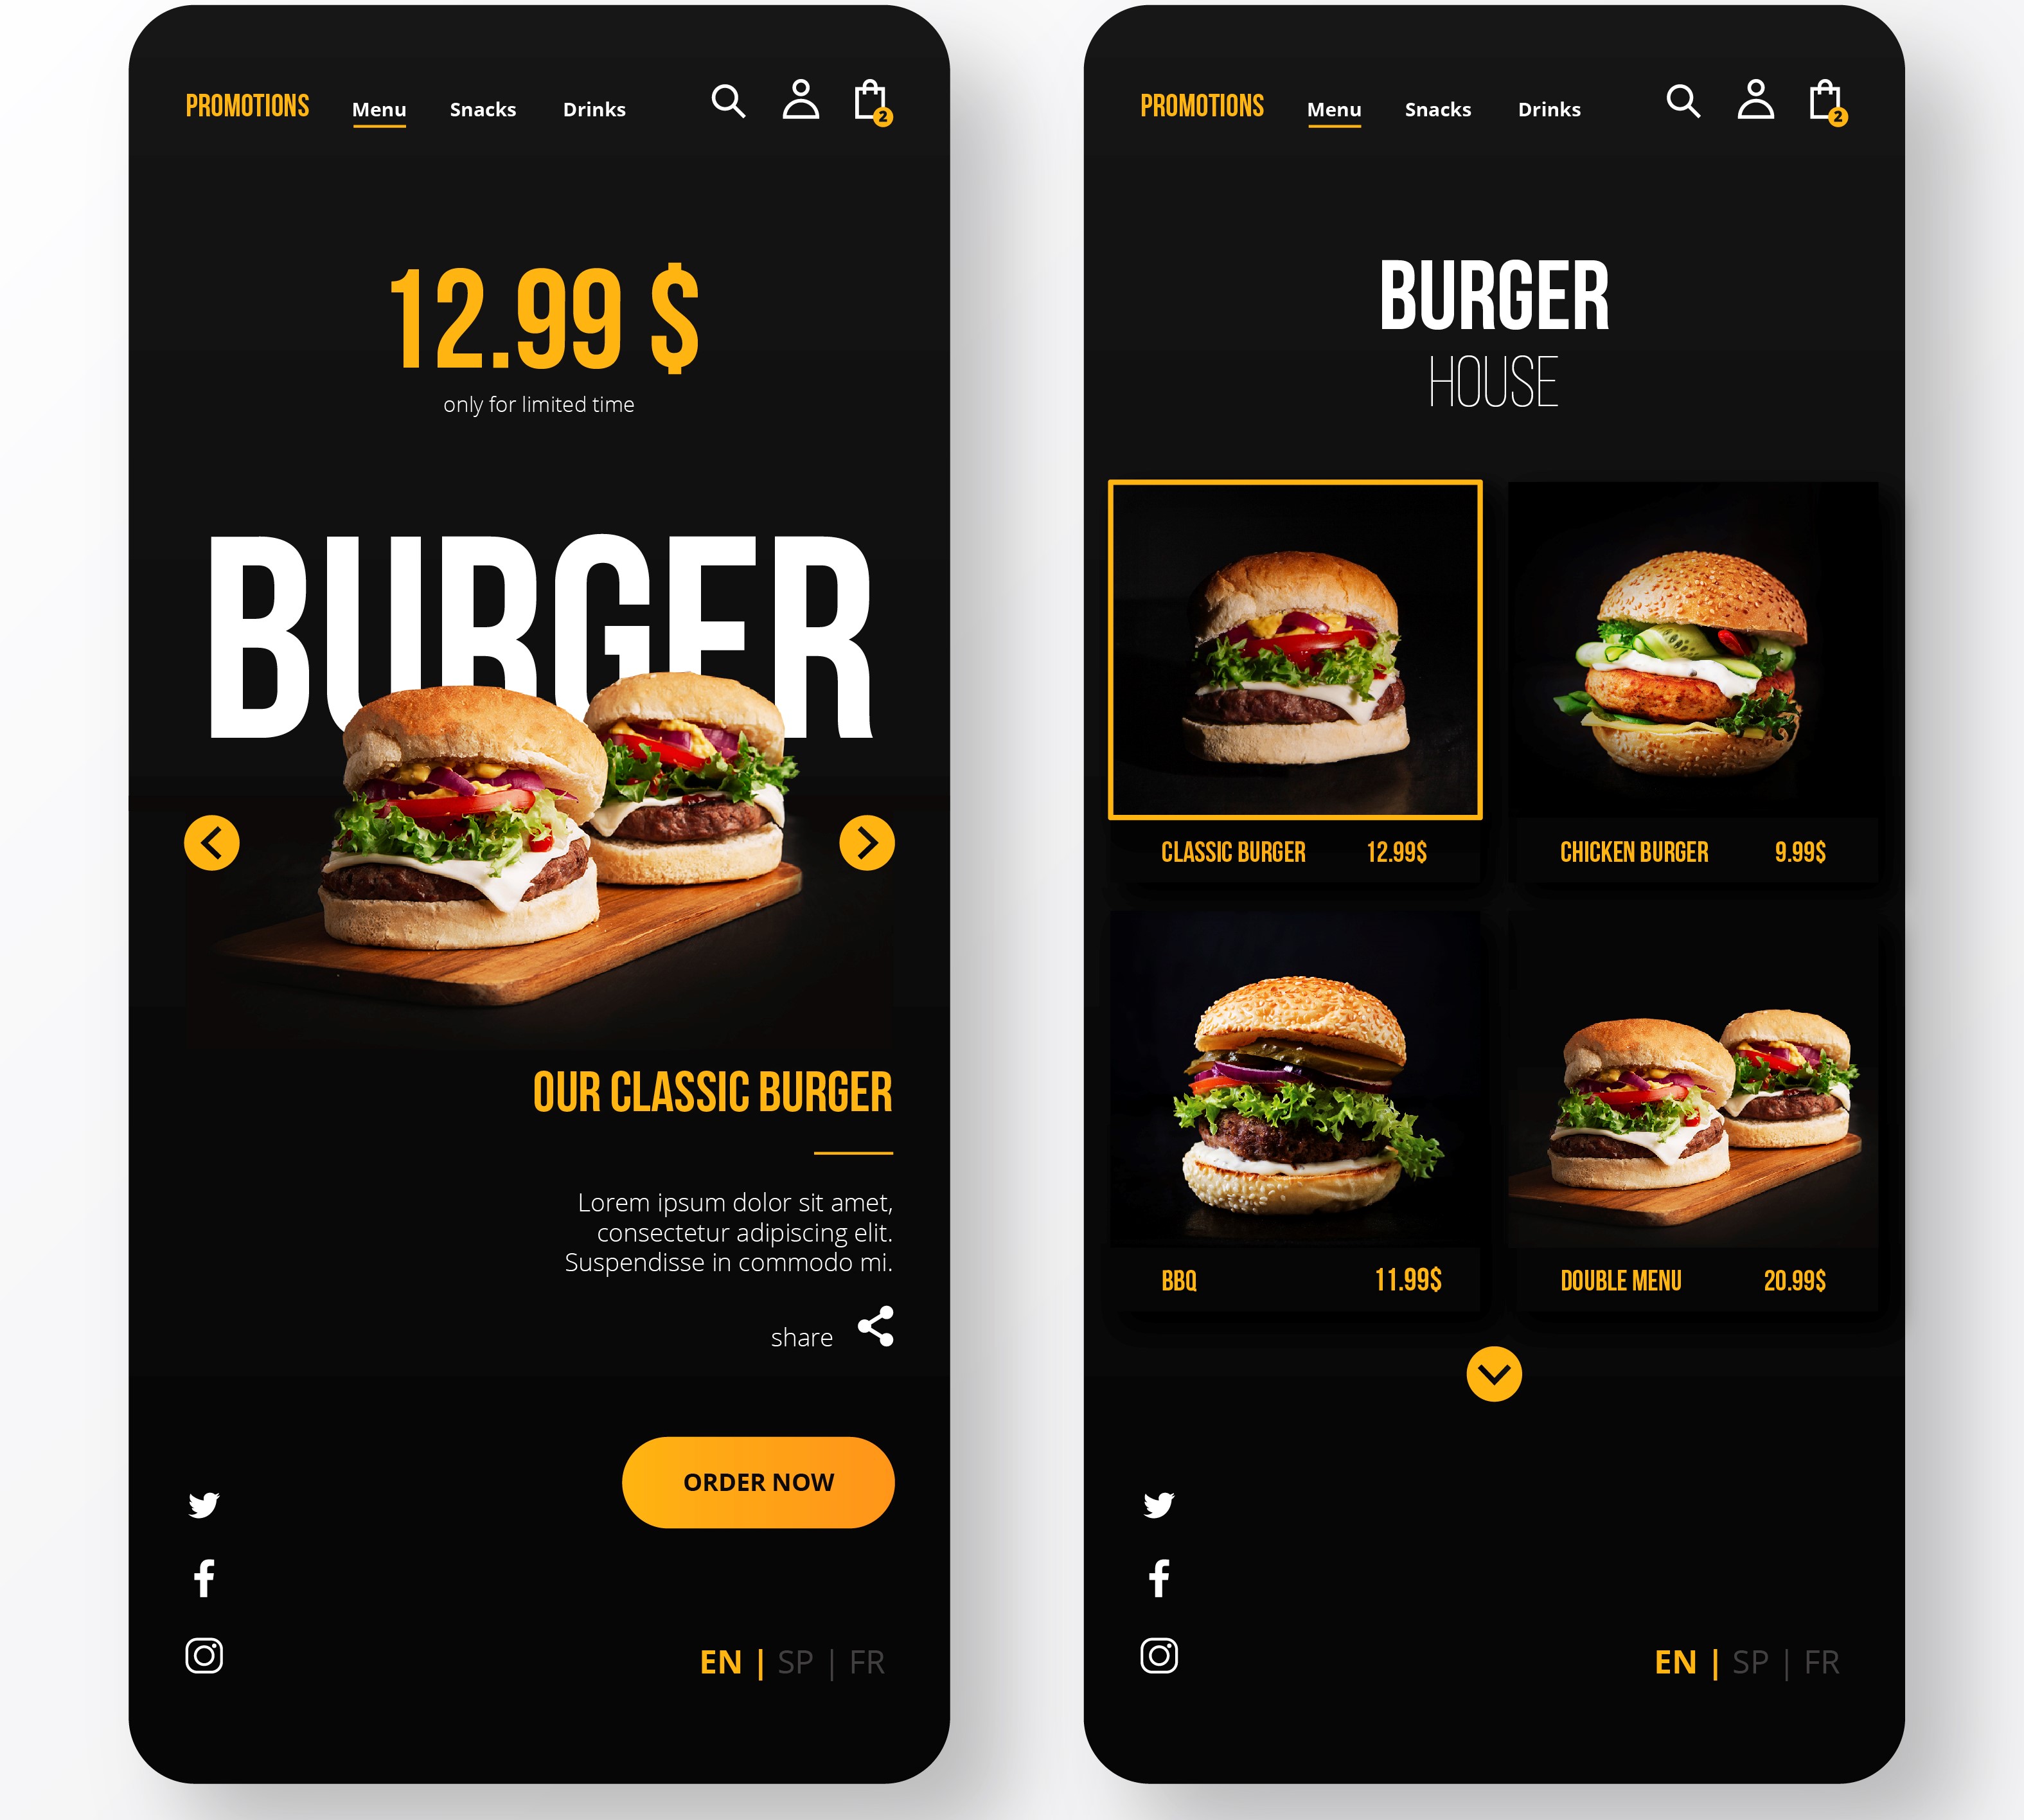 PROMOTIONS Menu Snacks Drinks
2
12.99 $
only for limited time
BURGER
OUR CLASSIC BURGER
Lorem ipsum dolor sit amet,
consectetur adipiscing elit.
Suspendisse in commodo mi.
share
ORDER NOW
EN | SP | FR
PROMOTIONS Menu Snacks Drinks
2
BURGER
HOUSE
CLASSIC BURGER 12.99$
CHICKEN BURGER 9.99$
BBQ 11.99$
DOUBLE MENU 20.99$
EN | SP | FR